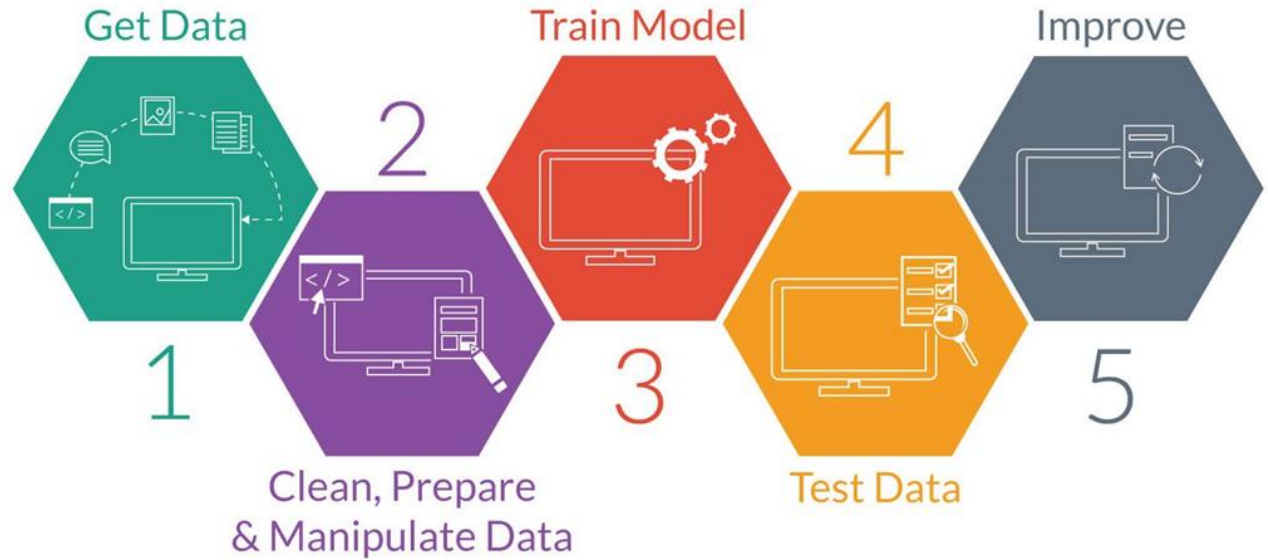 Get Data
1
2
Clean, Prepare
& Manipulate Data
Train Model
3
4
Test Data
Improve
5
</>
</>